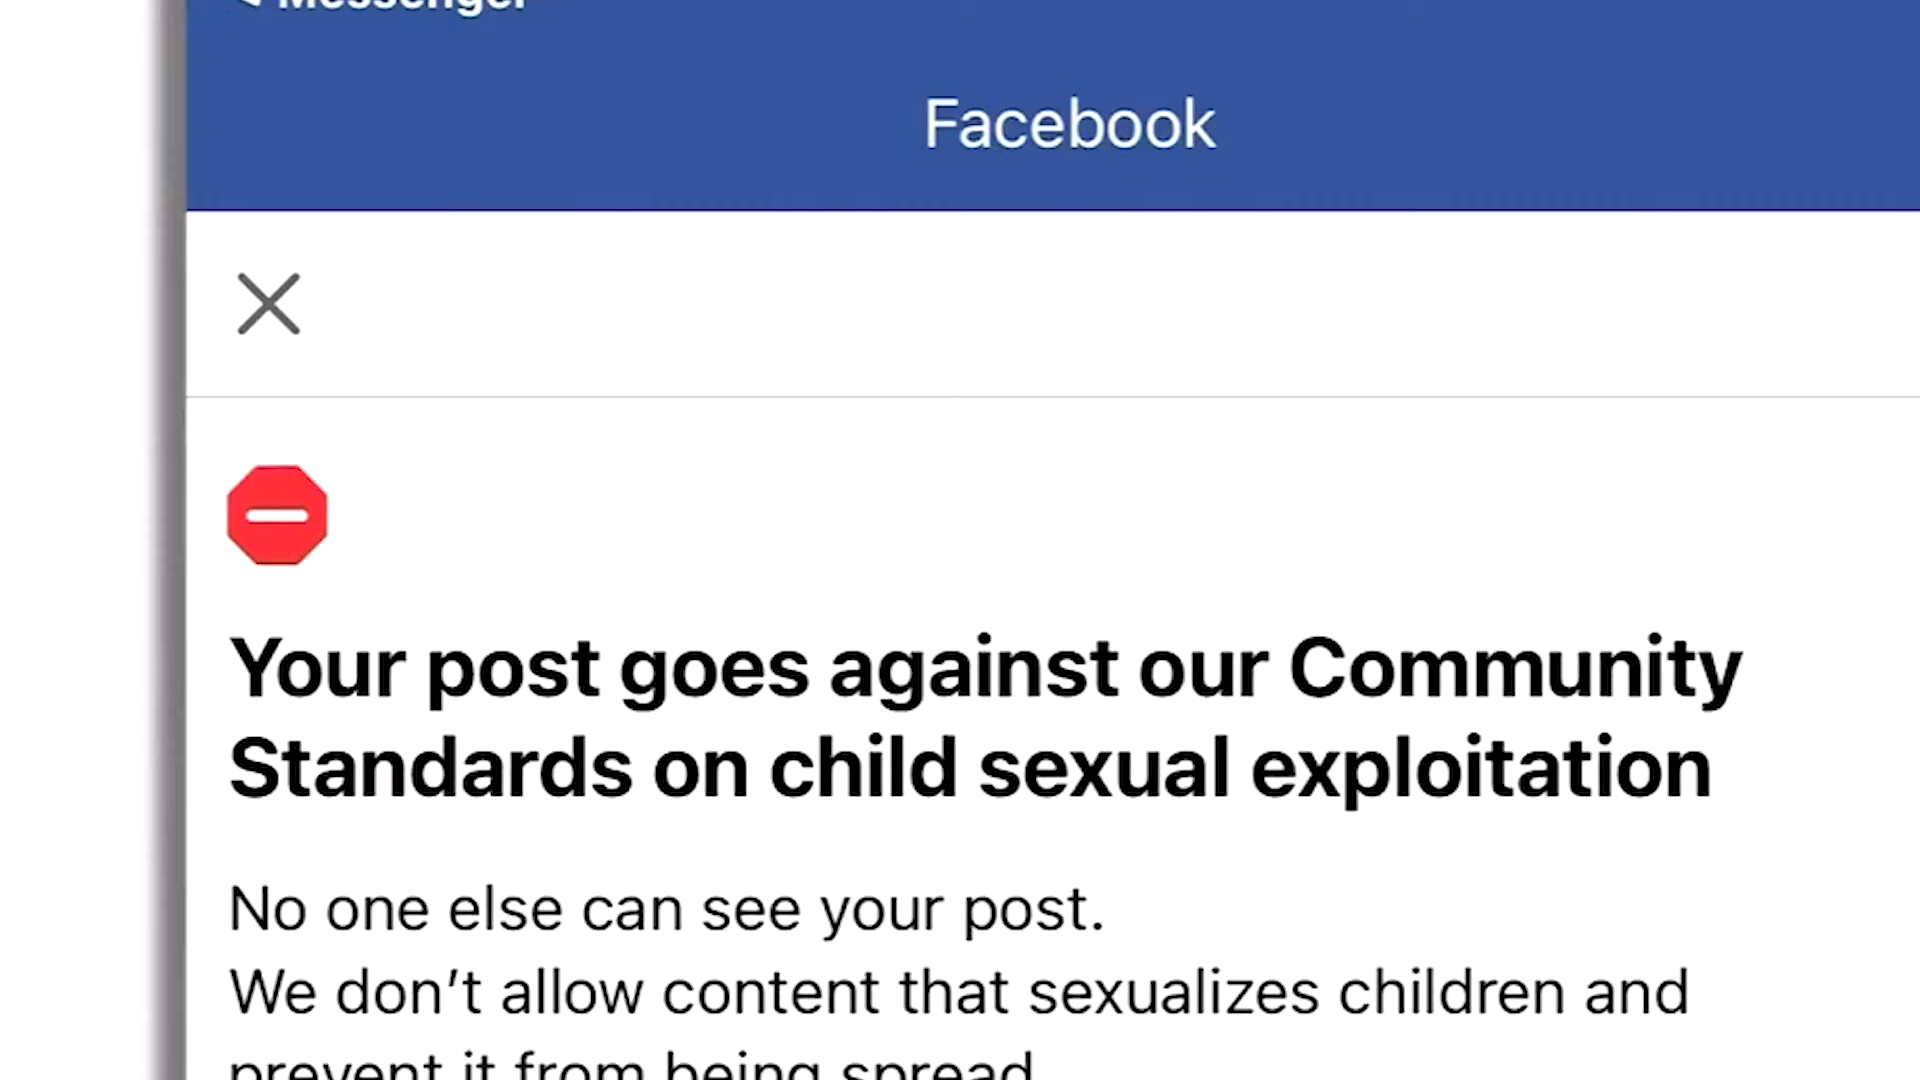 < Messenger
Facebook
Your post goes against our Community
Standards on child sexual exploitation
No one else can see your post.
We don’t allow content that sexualizes children and
prevent it from being spread